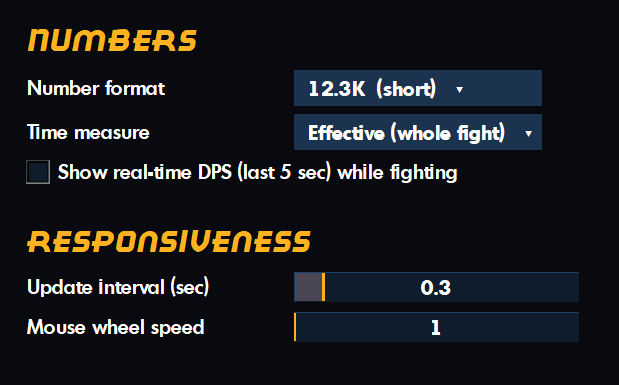 NUMBERS
Number format 12.3K (short)
Time measure Effective (whole fight)
Show real-time DPS (last 5 sec) while fighting
RESPONSIVENESS
Update interval (sec) 0.3
Mouse wheel speed 1